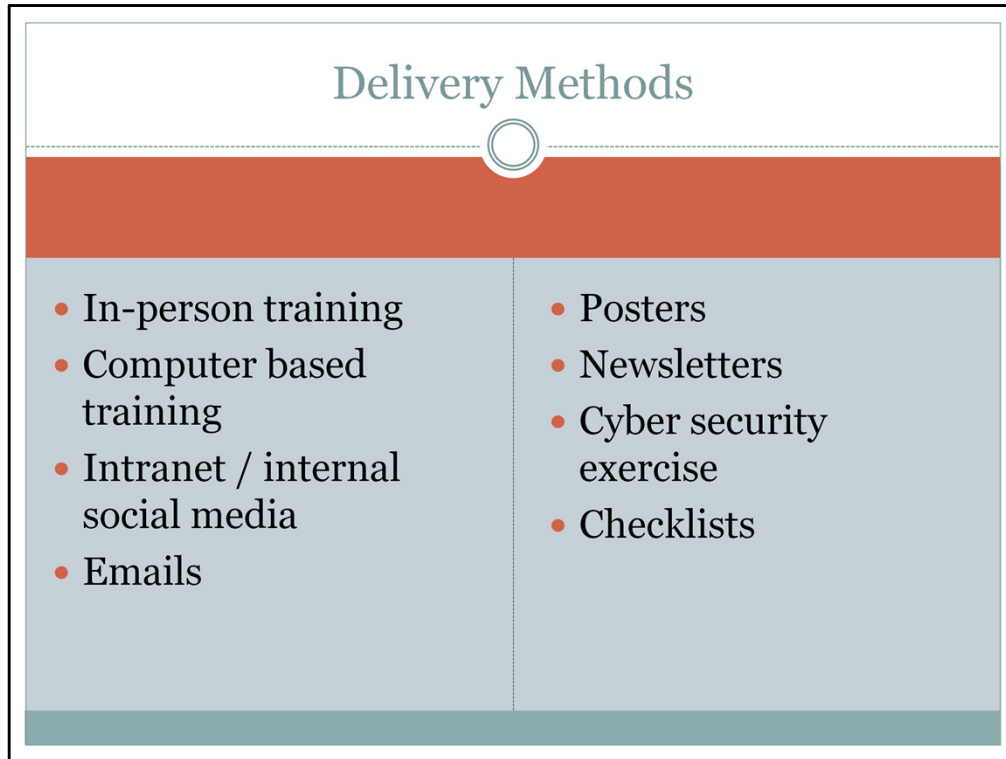 Delivery Methods
• In-person training
• Computer based
training
• Intranet / internal
social media
• Emails
• Posters
• Newsletters
• Cyber security
exercise
• Checklists